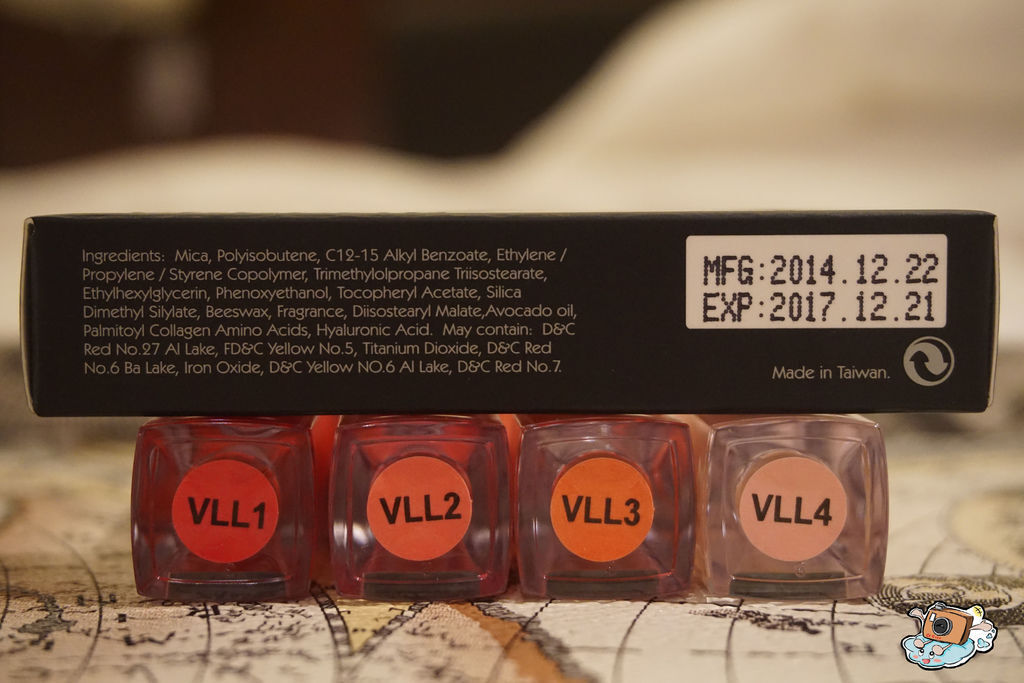 Ingredients: Mica, Polyisobutene, C12-15 Alkyl Benzoate, Ethylene /
Propylene / Styrene Copolymer, Trimethylolpropane Triisostearate,
Ethylhexylglycerin, Phenoxyethanol, Tocopheryl Acetate, Silica
Dimethyl Silylate, Beeswax, Fragrance, Diisostearyl Malate,Avocado oil,
Palmitoyl Collagen Amino Acids, Hyaluronic Acid. May contain: D&C
Red No.27 Al Lake, FD&C Yellow No.5, Titanium Dioxide, D&C Red
No.6 Ba Lake, Iron Oxide, D&C Yellow NO.6 Al Lake, D&C Red No.7.
MFG:2014.12.22
EXP:2017.12.21
Made in Taiwan.
VLL1
VLL2
VLL3
VLL4